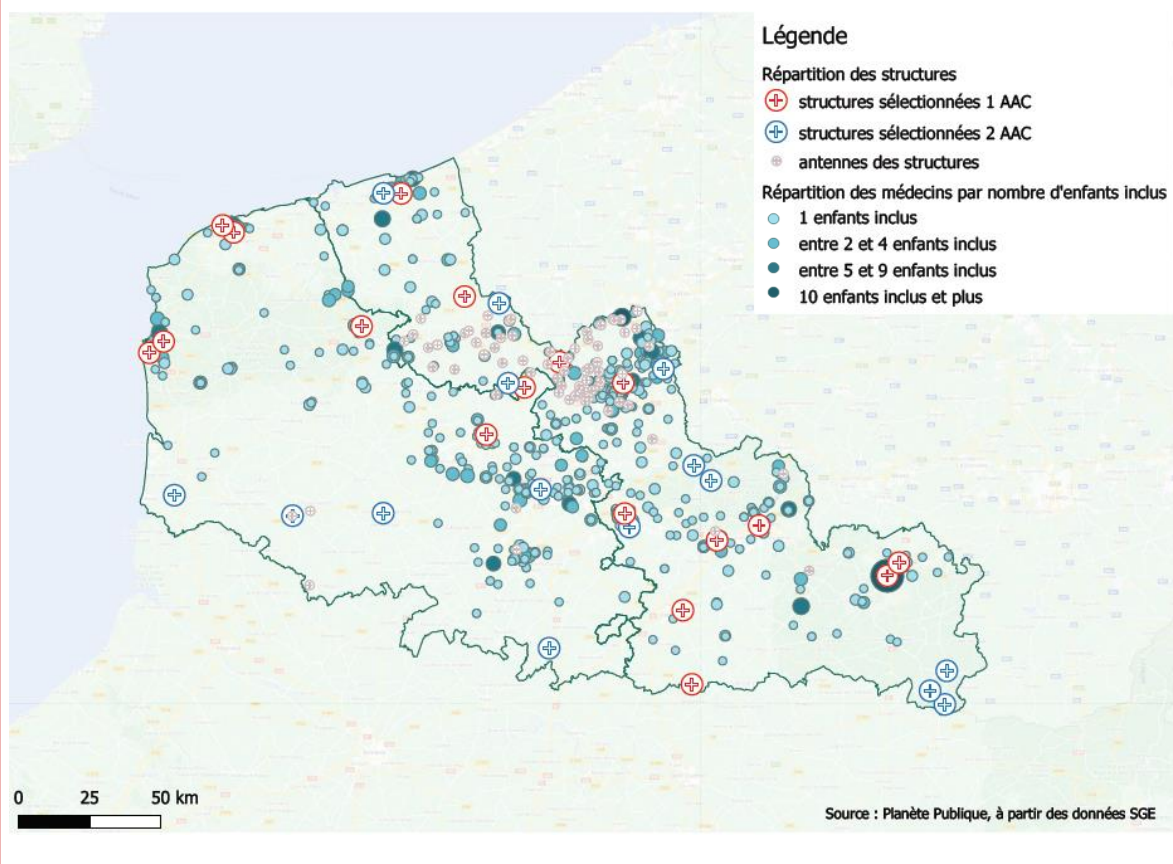 Légende
Répartition des structures
structures sélectionnées 1 AAC
structures sélectionnées 2 AAC
antennes des structures
Répartition des médecins par nombre d'enfants inclus
1 enfants inclus
entre 2 et 4 enfants inclus
entre 5 et 9 enfants inclus
10 enfants inclus et plus
0 25 50 km
Source : Planète Publique, à partir des données SGE